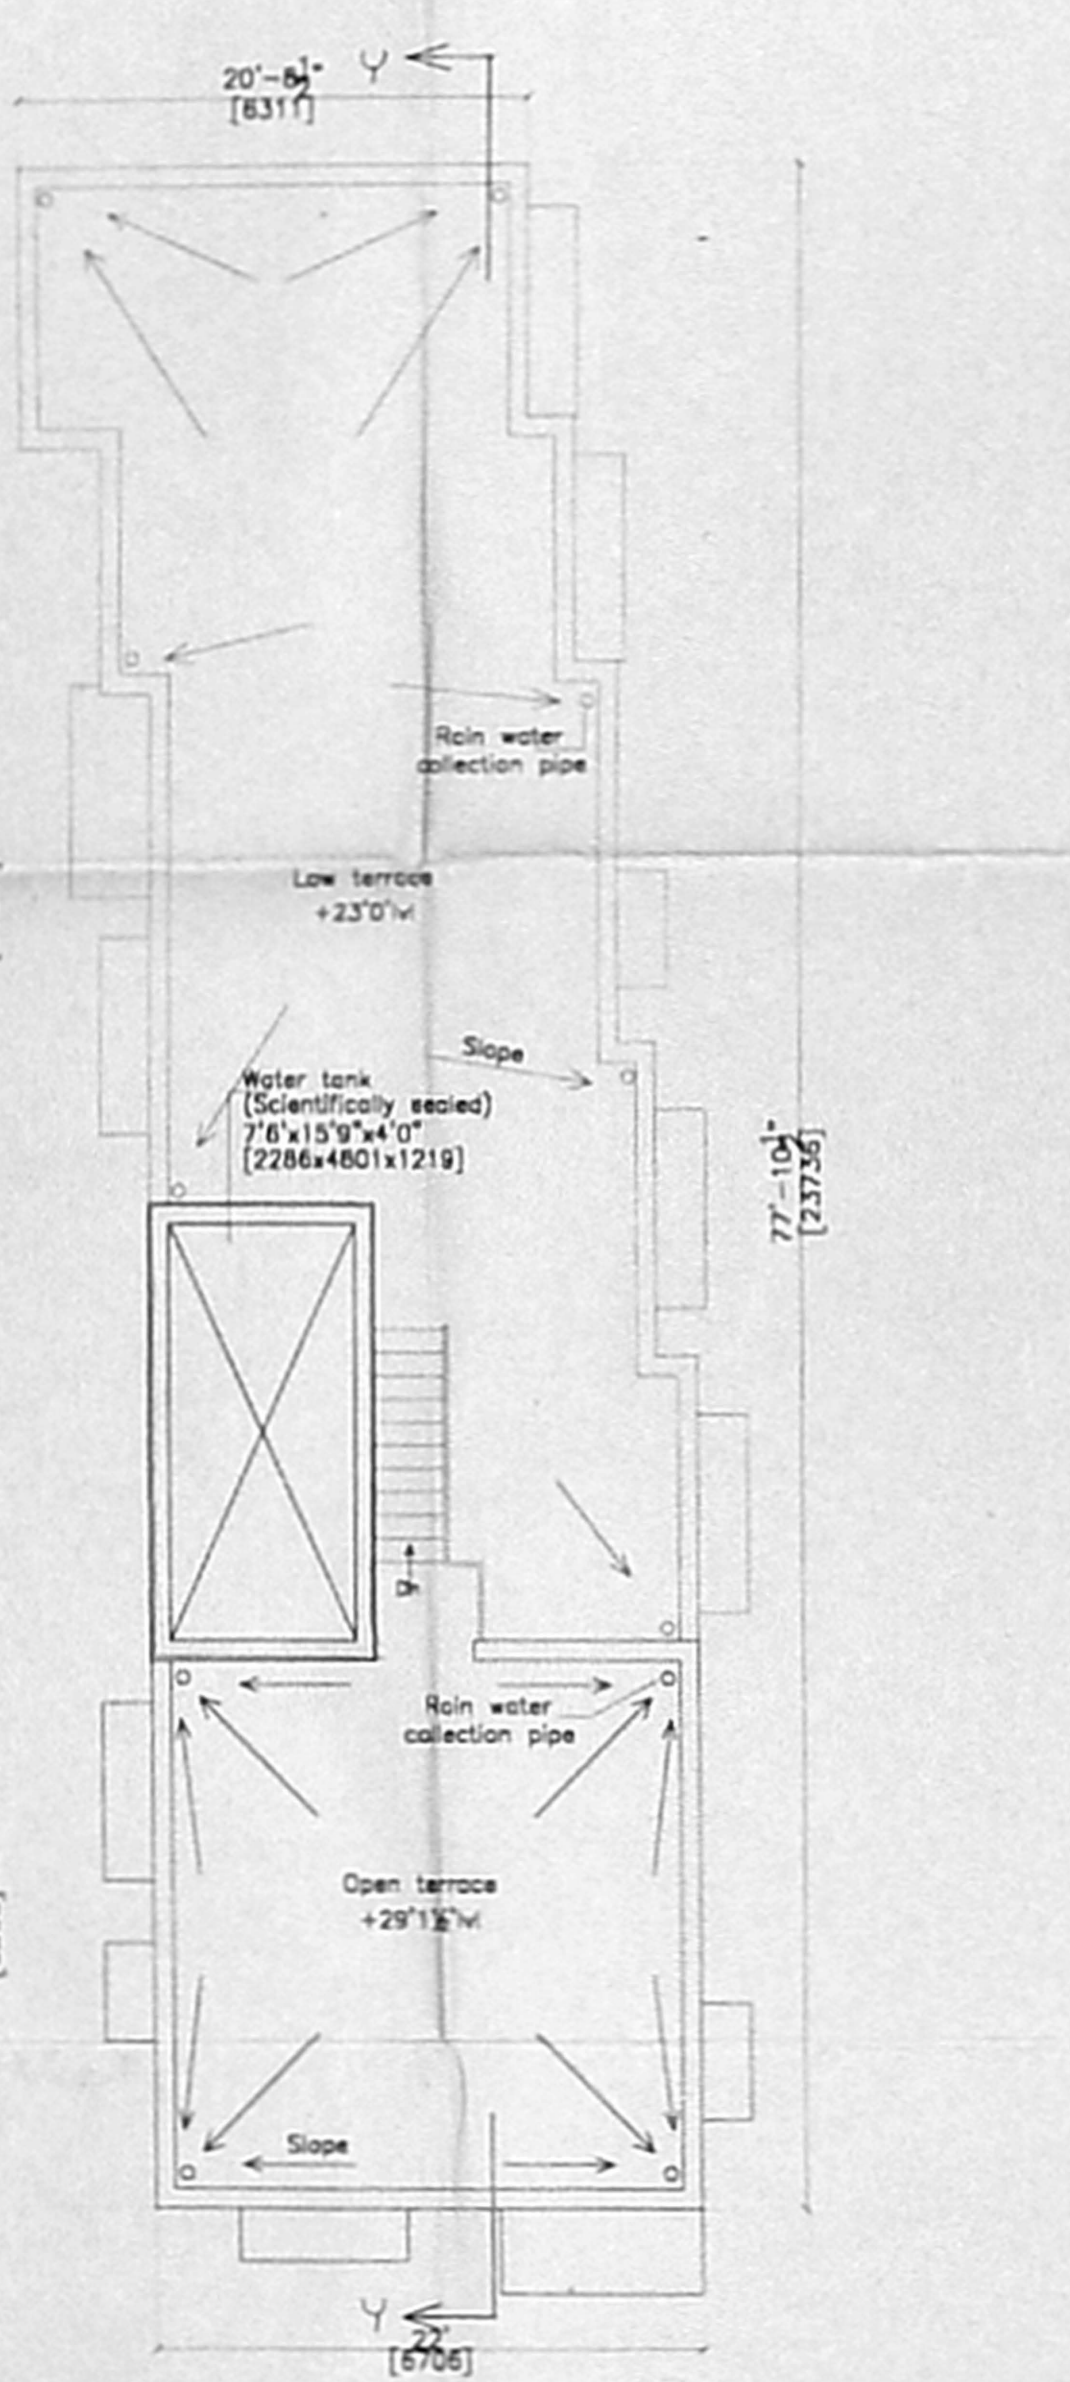 Y
20'-8½"
[6311]
Rain water
collection pipe
Low terrace
+23'0"lvl
Slope
Water tank
(Scientifically sealed)
7'6"x15'9"x4'0"
[2286x4801x1219]
77'-10½"
[23736]
Dn
Rain water
collection pipe
Open terrace
+29'1½"lvl
Slope
Y
22'
[6706]